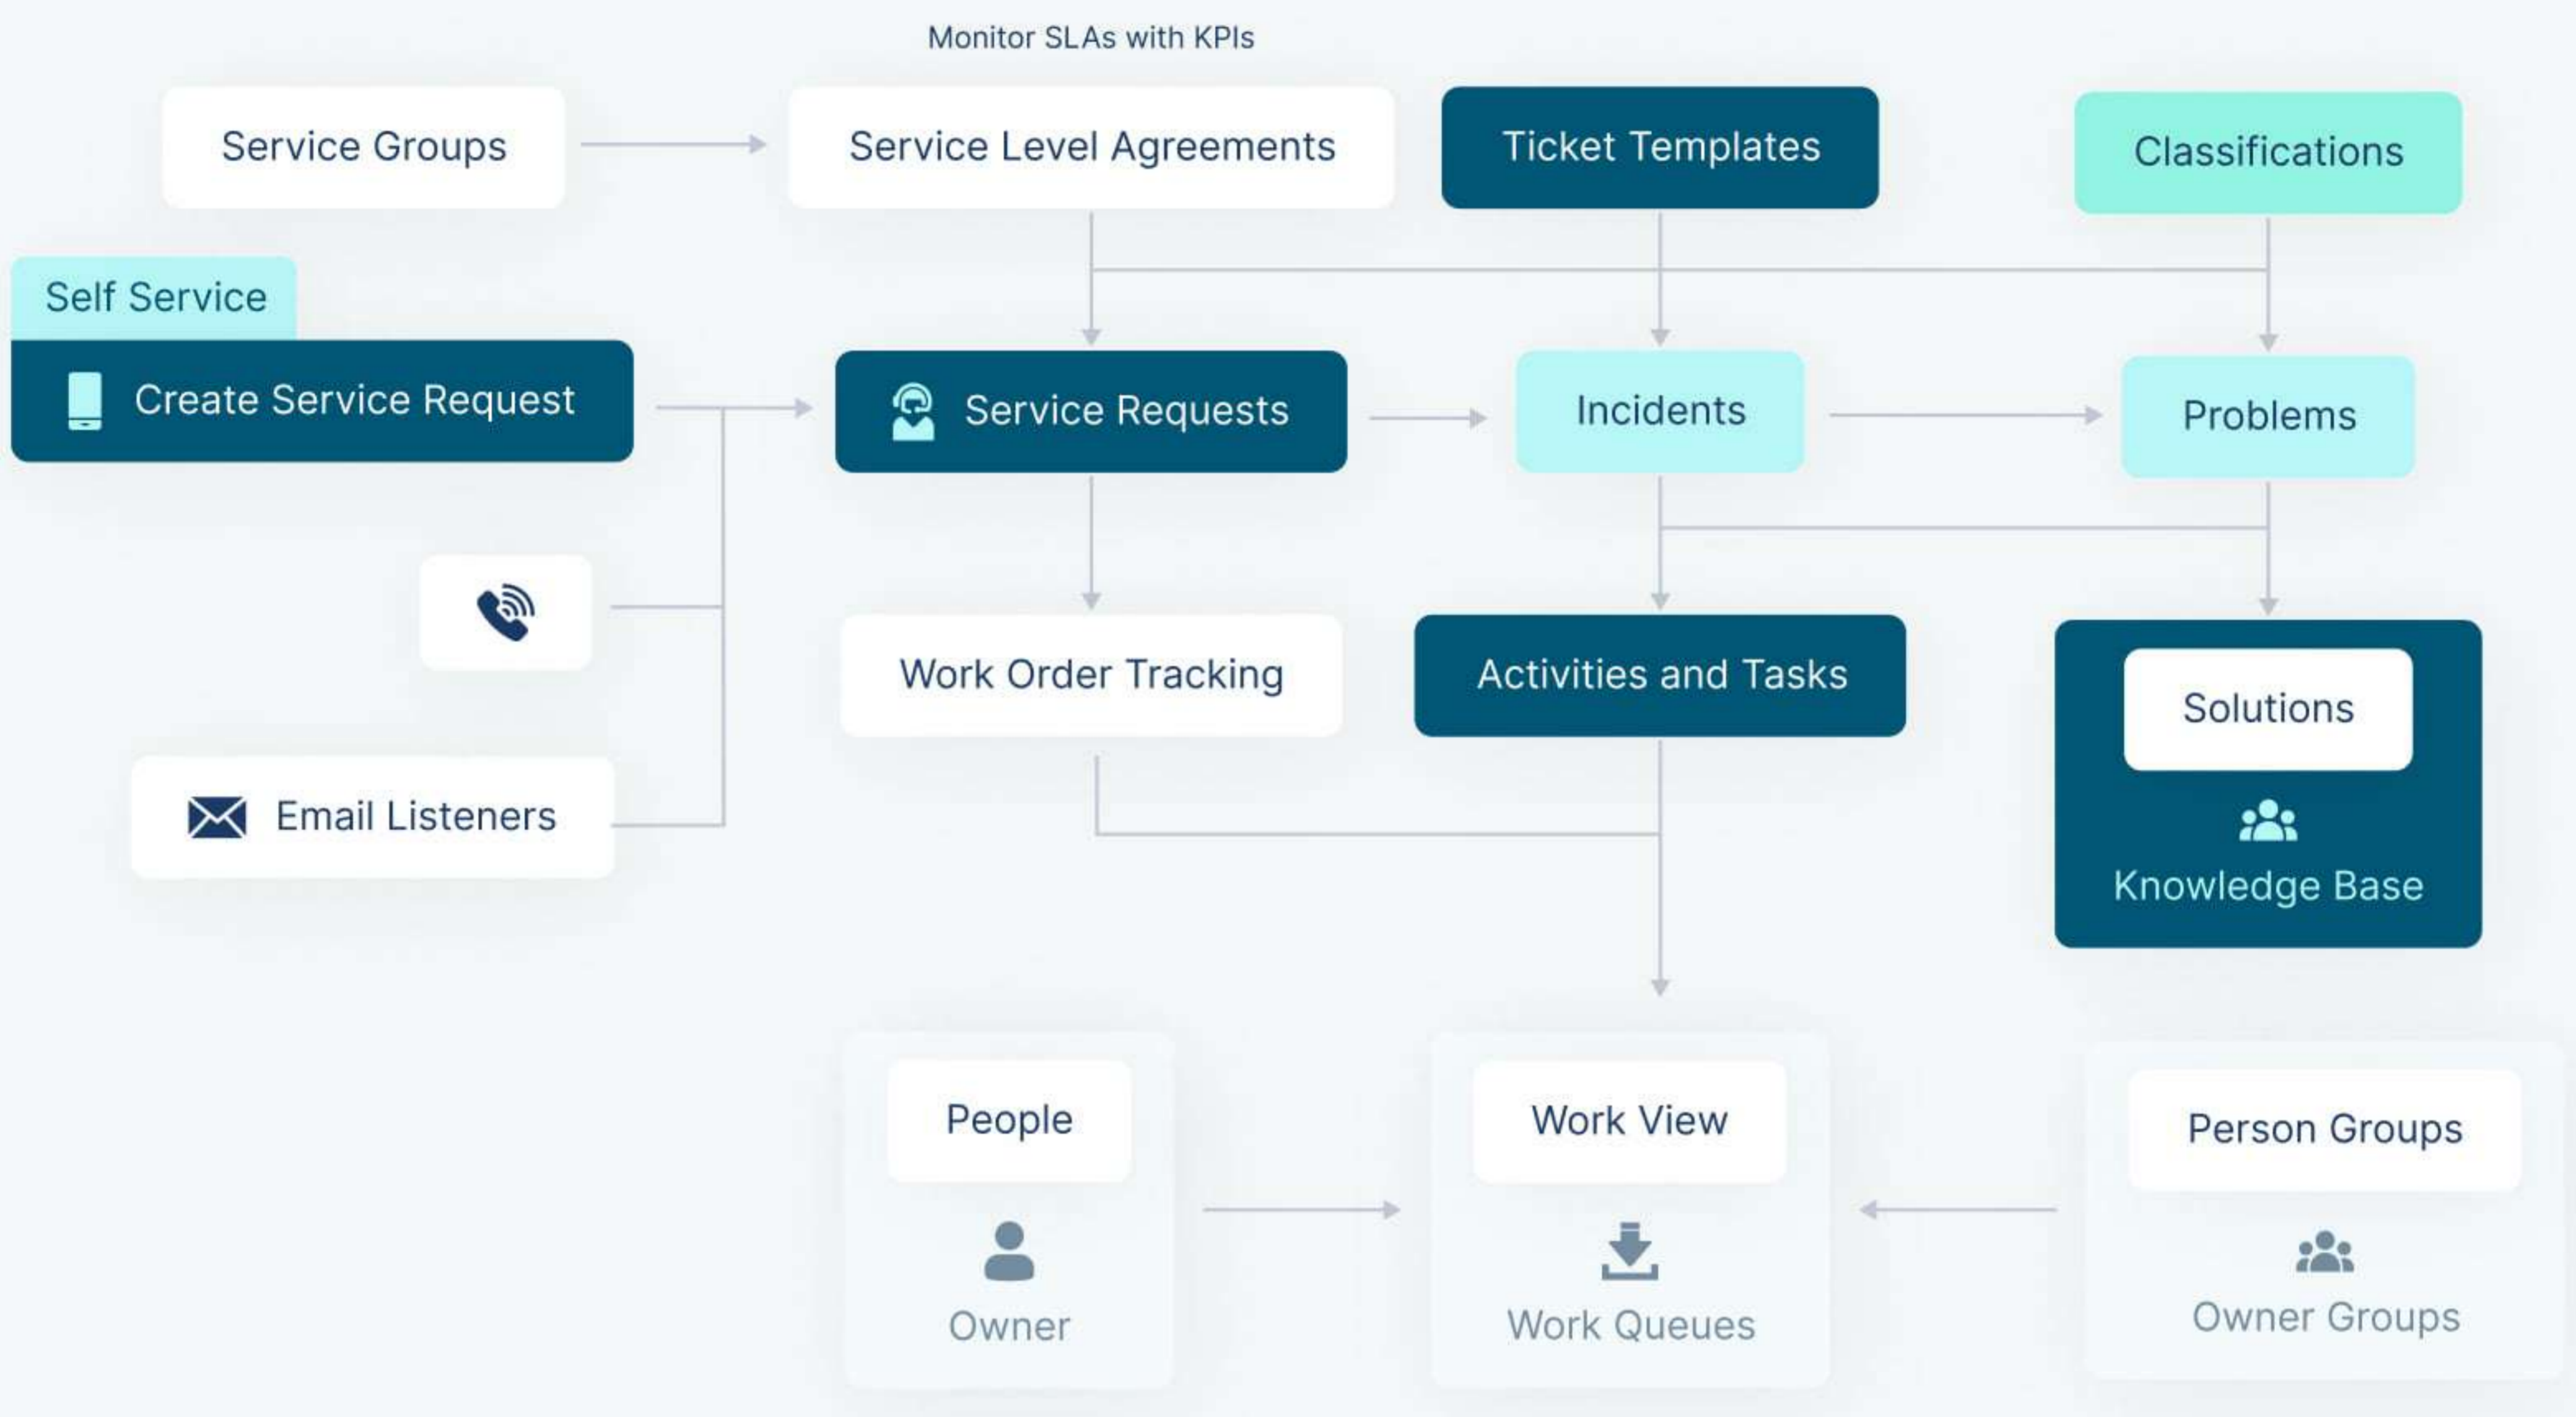 Monitor SLAs with KPIs
Service Groups
Service Level Agreements
Ticket Templates
Classifications
Self Service
Create Service Request
Service Requests
Incidents
Problems
Work Order Tracking
Activities and Tasks
Solutions
Email Listeners
Knowledge Base
People
Work View
Person Groups
Owner
Work Queues
Owner Groups